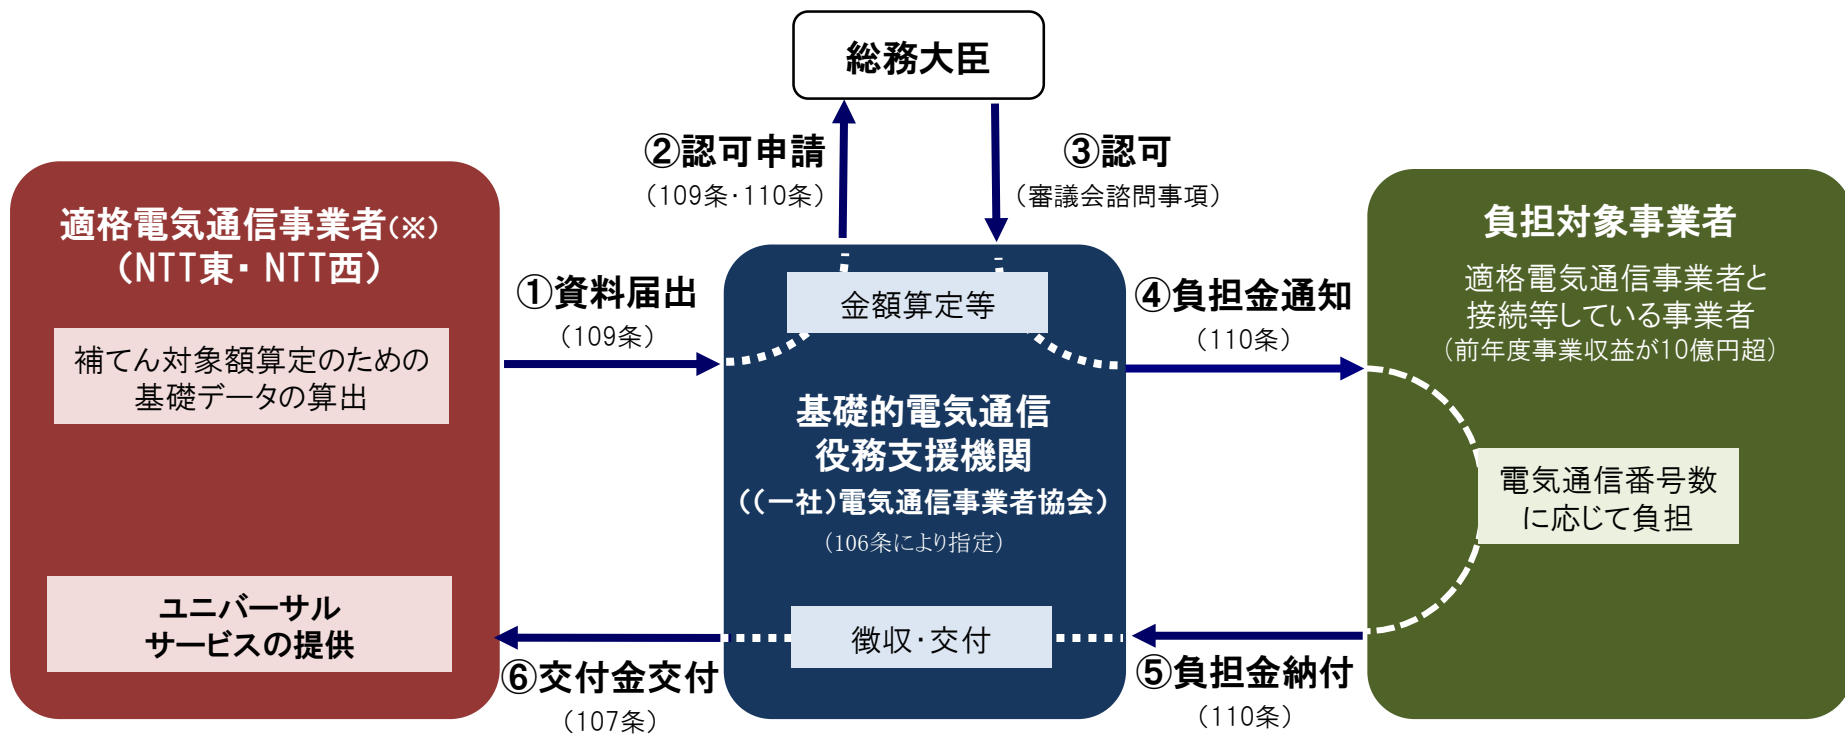 総務大臣
②認可申請
(109条・110条)
③認可
(審議会諮問事項)
適格電気通信事業者(※)
(NTT東・NTT西)
補てん対象額算定のための
基礎データの算出
ユニバーサル
サービスの提供
①資料届出
(109条)
金額算定等
基礎的電気通信
役務支援機関
((一社)電気通信事業者協会)
(106条により指定)
徴収・交付
④負担金通知
(110条)
負担対象事業者
適格電気通信事業者と
接続等している事業者
(前年度事業収益が10億円超)
電気通信番号数
に応じて負担
⑤負担金納付
(110条)
⑥交付金交付
(107条)